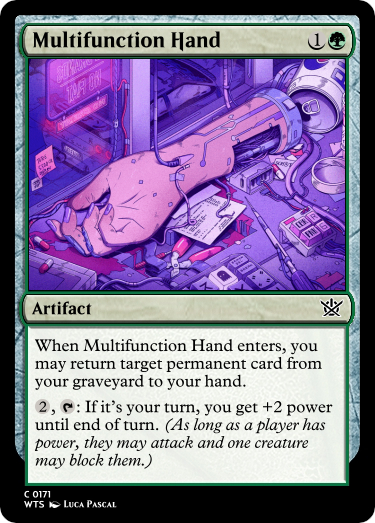 Multifunction Hand 1
Artifact
When Multifunction Hand enters, you
may return target permanent card from
your graveyard to your hand.
2, : If it's your turn, you get +2 power
until end of turn. (As long as a player has
power, they may attack and one creature
may block them.)
C 0171
WTS Luca Pascal